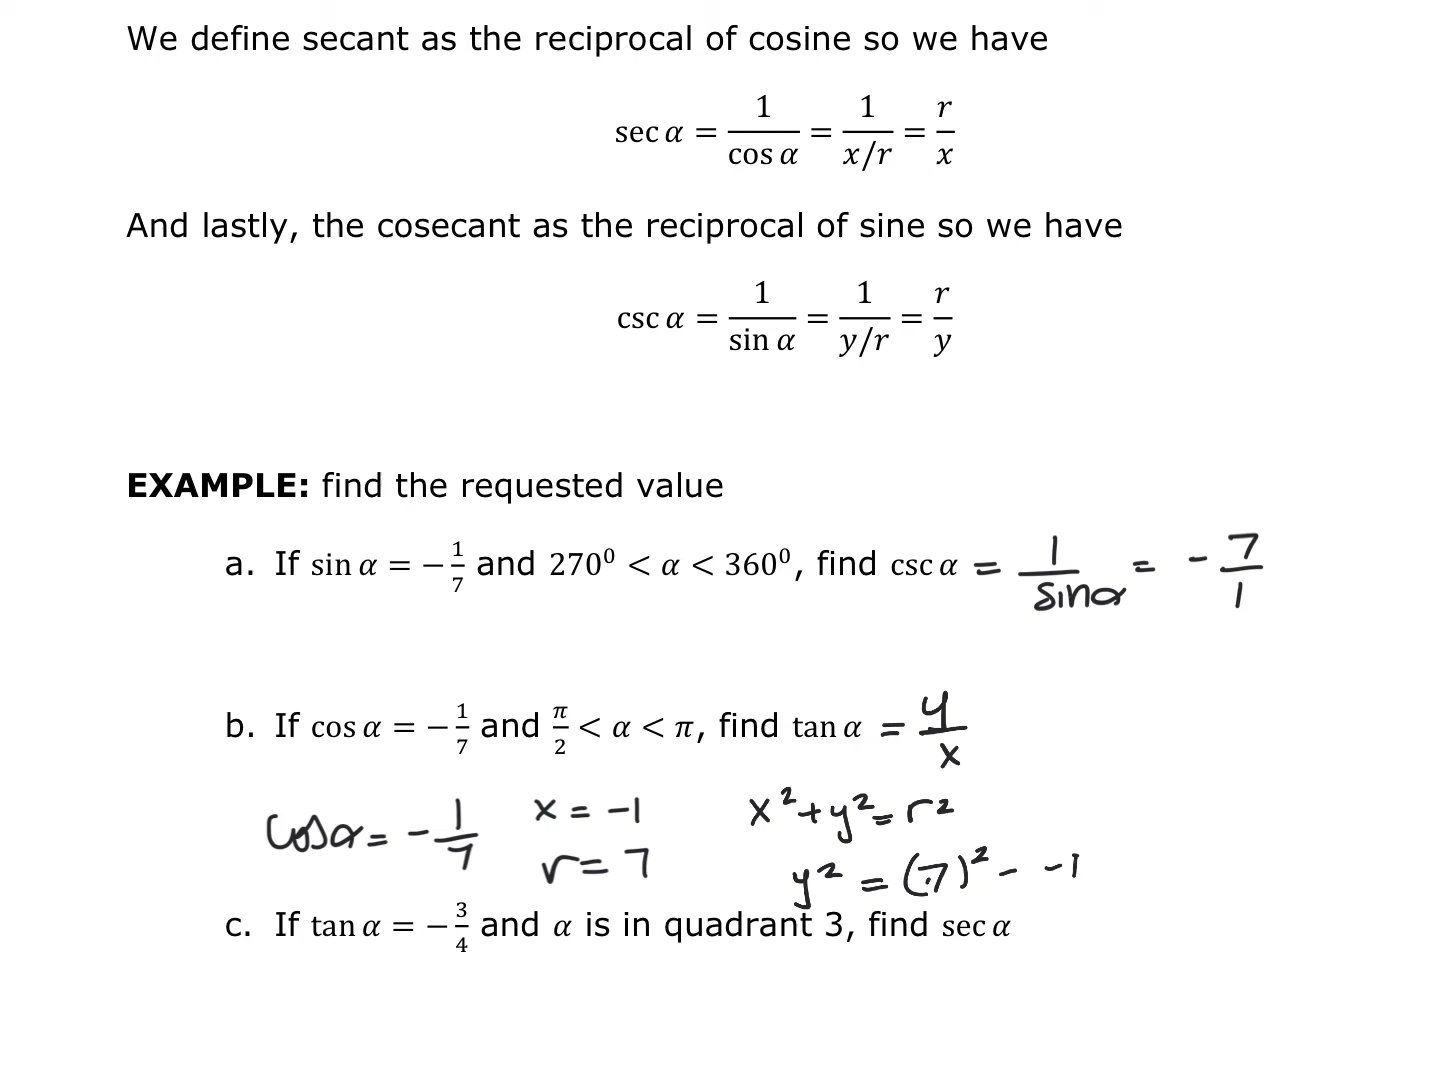 We define secant as the reciprocal of cosine so we have
sec α = 1/cos α = 1/x/r = r/x
And lastly, the cosecant as the reciprocal of sine so we have
csc α = 1/sin α = 1/y/r = r/y
EXAMPLE: find the requested value
a. If sin α = −1/7 and 270⁰ < α < 360⁰, find csc α = 1/sinα = -7/1
b. If cos α = −1/7 and π/2 < α < π, find tan α = y/x
cosα = -1/7 x = -1 x²+y²=r²
r = 7 y² = (7)² - -1
c. If tan α = −3/4 and α is in quadrant 3, find sec α